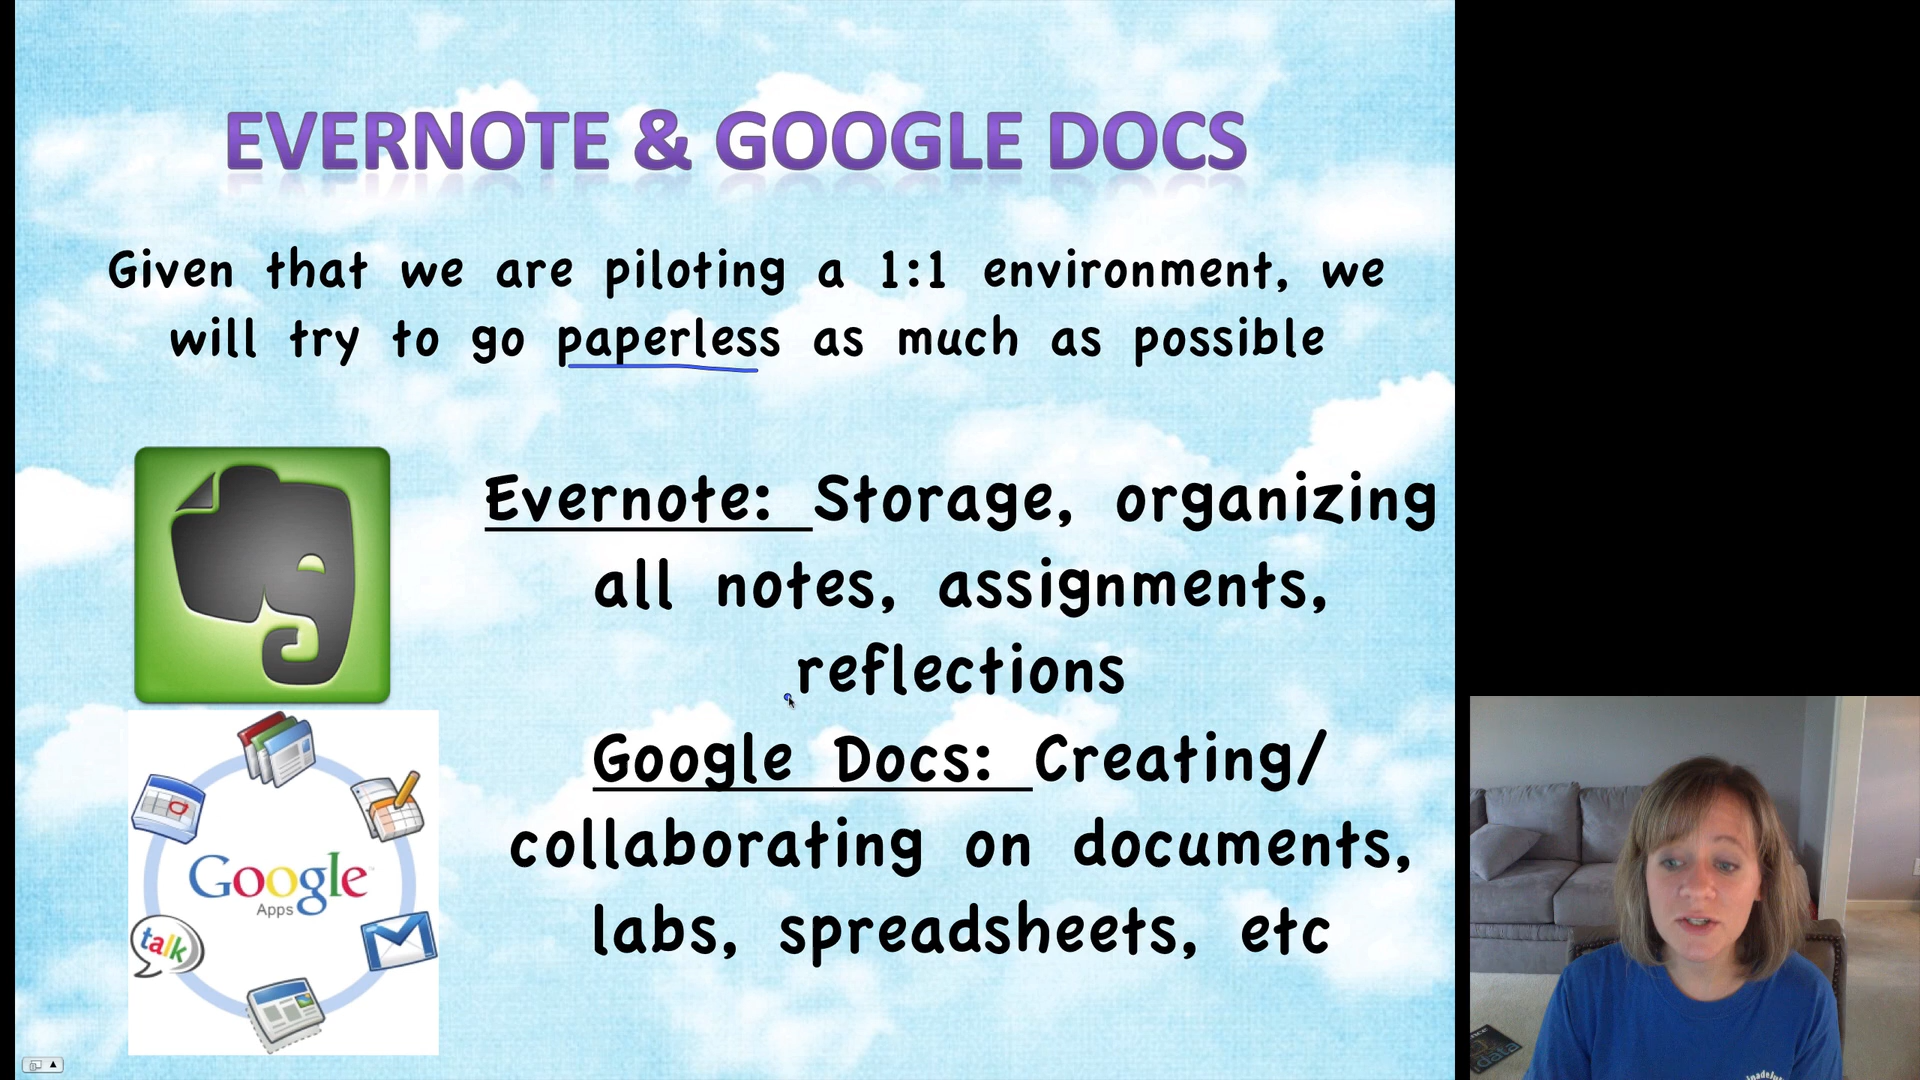 EVERNOTE & GOOGLE DOCS
Given that we are piloting a 1:1 environment, we
will try to go paperless as much as possible
Evernote: Storage, organizing
all notes, assignments,
reflections
Google Docs: Creating/
collaborating on documents,
labs, spreadsheets, etc
Google
Apps
talk
data